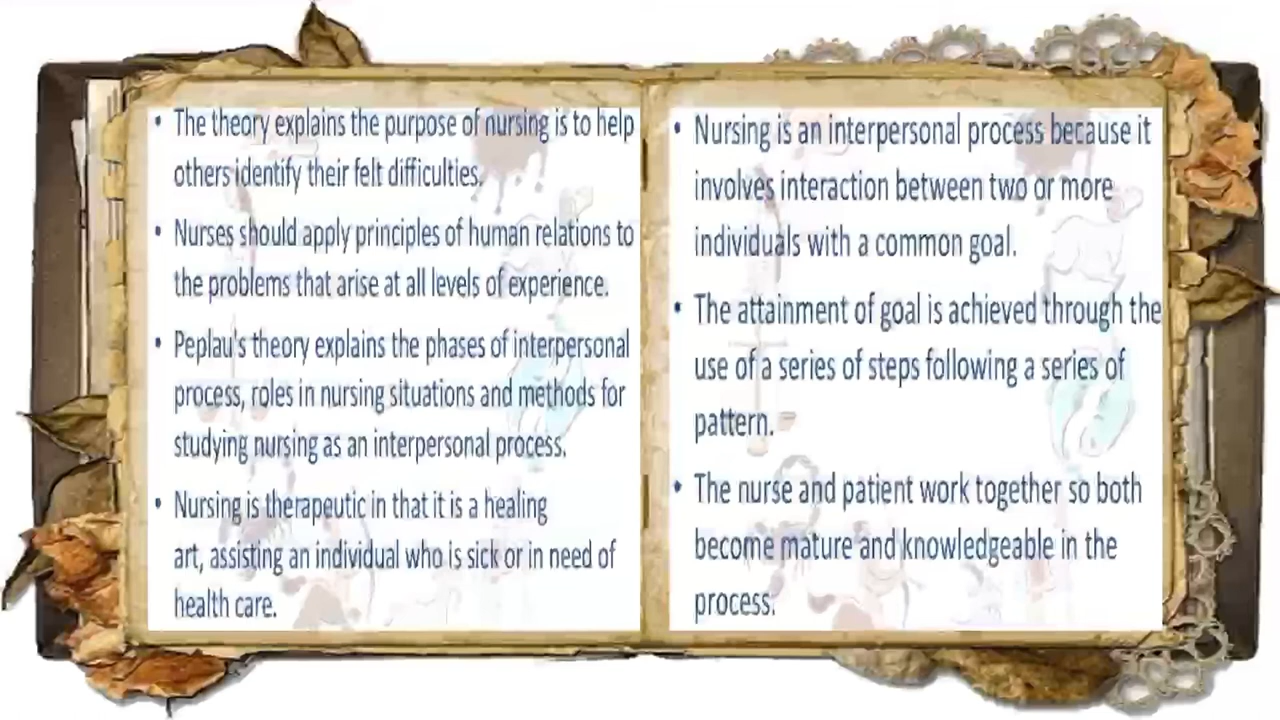 • The theory explains the purpose of nursing is to help
others identify their felt difficulties.
• Nurses should apply principles of human relations to
the problems that arise at all levels of experience.
• Peplau's theory explains the phases of interpersonal
process, roles in nursing situations and methods for
studying nursing as an interpersonal process.
• Nursing is therapeutic in that it is a healing
art, assisting an individual who is sick or in need of
health care.
• Nursing is an interpersonal process because it
involves interaction between two or more
individuals with a common goal.
• The attainment of goal is achieved through the
use of a series of steps following a series of
pattern.
• The nurse and patient work together so both
become mature and knowledgeable in the
process.